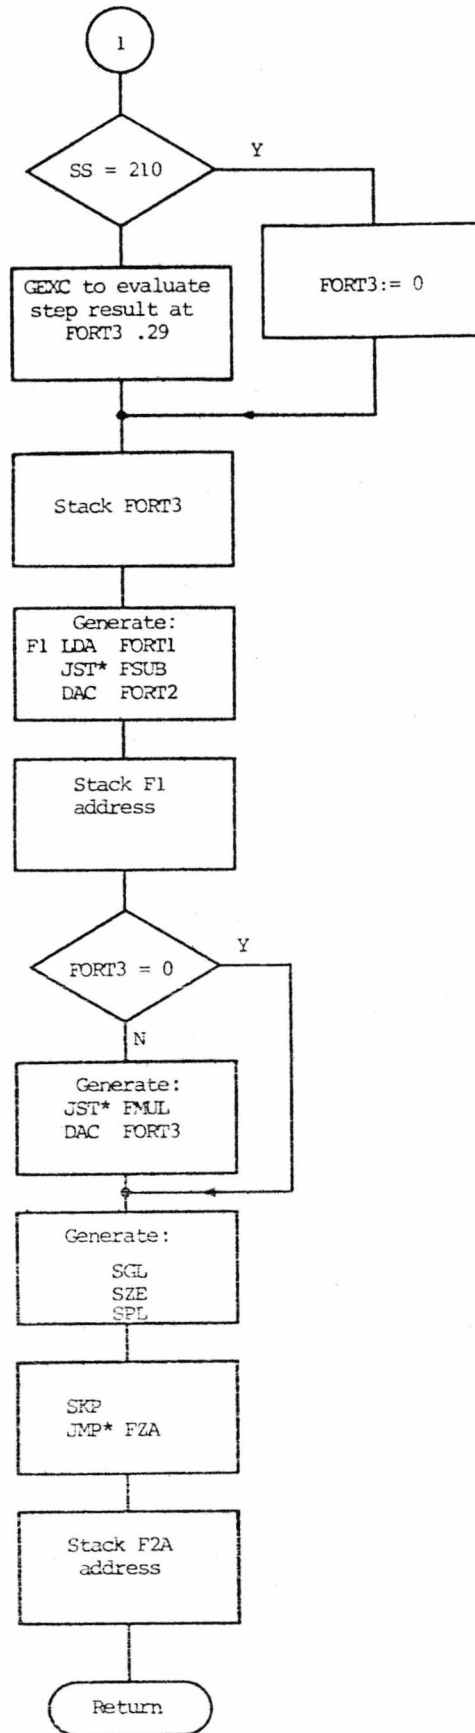 1
SS = 210
Y
GEXC to evaluate
step result at
FORT3 .29
FORT3:= 0
Stack FORT3
Generate:
F1 LDA FORT1
JST* FSUB
DAC FORT2
Stack F1
address
FORT3 = 0
Y
N
Generate:
JST* FMUL
DAC FORT3
Generate:
SGL
SZE
SPL
SKP
JMP* FZA
Stack F2A
address
Return